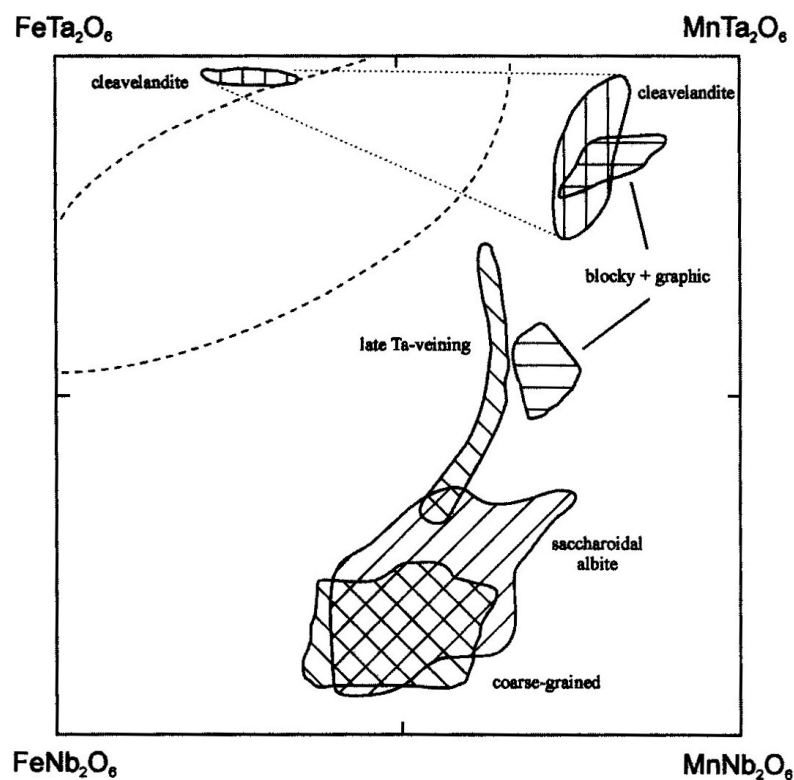 FeTa₂O₆
MnTa₂O₆
cleavelandite
cleavelandite
blocky + graphic
late Ta-veining
saccharoidal
albite
coarse-grained
FeNb₂O₆
MnNb₂O₆